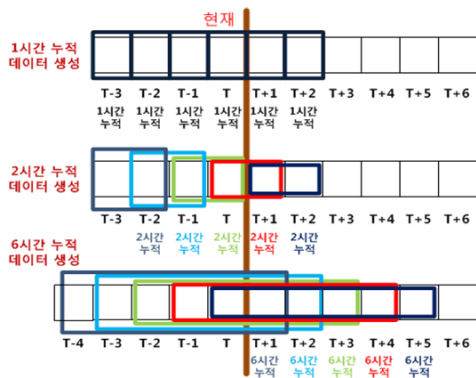 현재
1시간 누적
데이터 생성
T-3 T-2 T-1 T T+1 T+2 T+3 T+4 T+5 T+6
1시간 1시간 1시간 1시간 1시간 1시간
누적 누적 누적 누적 누적 누적
2시간 누적
데이터 생성
T-3 T-2 T-1 T T+1 T+2 T+3 T+4 T+5 T+6
2시간 2시간 2시간 2시간 2시간
누적 누적 누적 누적 누적
6시간 누적
데이터 생성
T-4 T-3 T-2 T-1 T T+1 T+2 T+3 T+4 T+5 T+6
6시간 6시간 6시간 6시간 6시간
누적 누적 누적 누적 누적